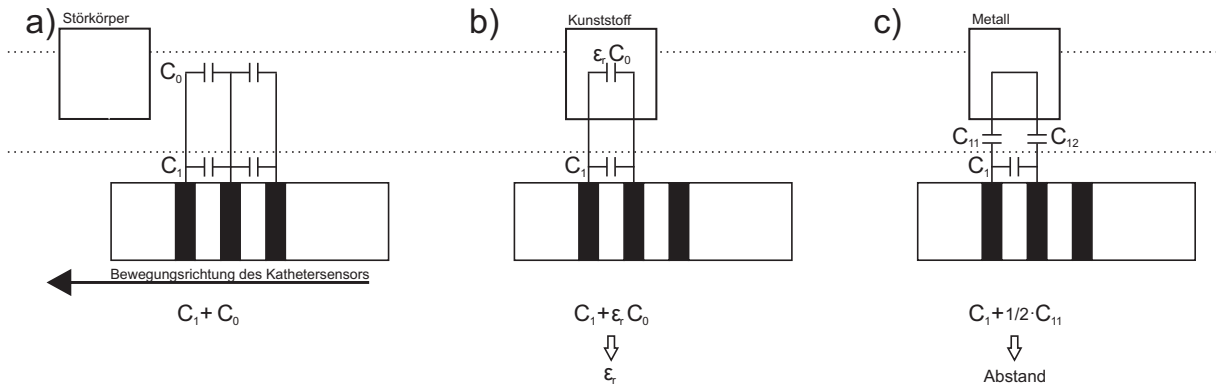 a)
Störkörper
C₀
C₁
Bewegungsrichtung des Kathetersensors
C₁ + C₀
b)
Kunststoff
εᵣ C₀
C₁
C₁ + εᵣ C₀
εᵣ
c)
Metall
C₁₁
C₁₂
C₁
C₁ + 1/2 · C₁₁
Abstand